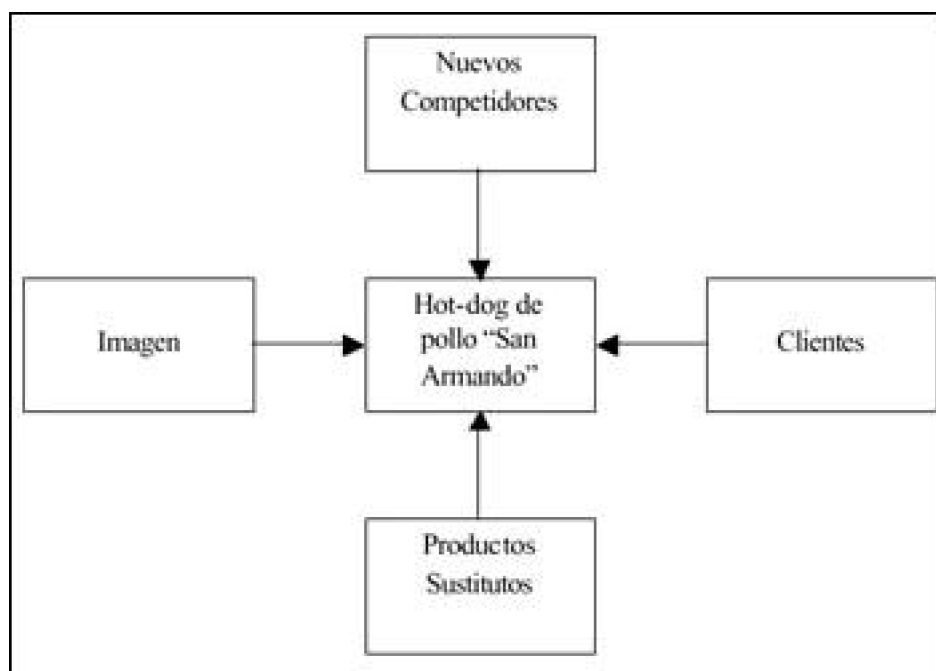 Nuevos
Competidores
Imagen
Hot-dog de
pollo “San
Armando”
Clientes
Productos
Sustitutos